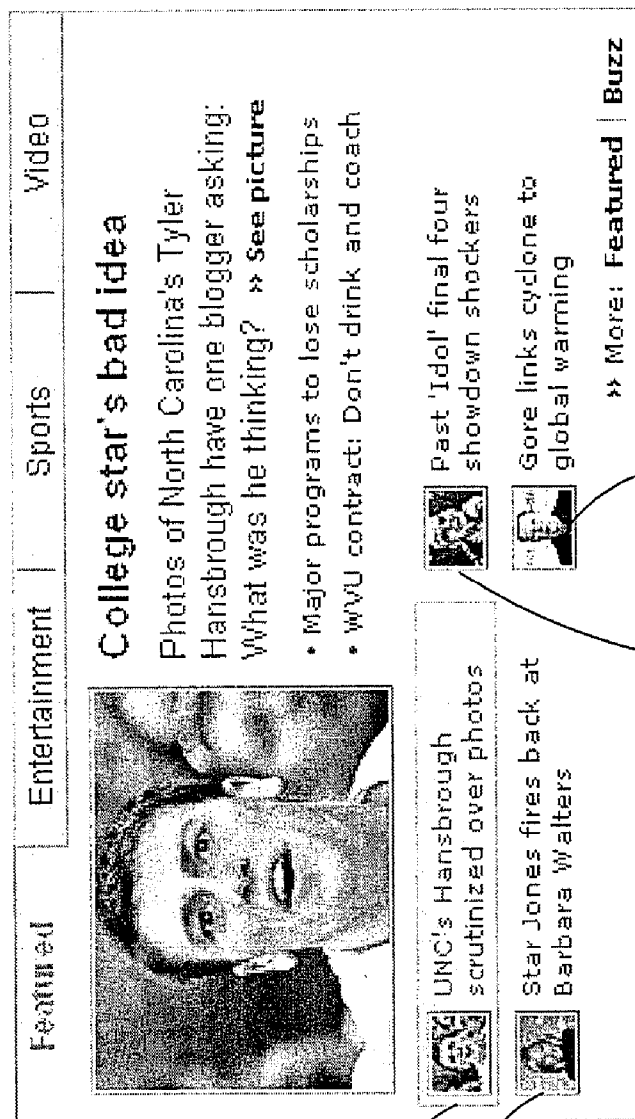 Featured
Entertainment
Sports
Video
College star's bad idea
Photos of North Carolina's Tyler
Hansbrough have one blogger asking:
What was he thinking? » See picture
• Major programs to lose scholarships
• WVU contract: Don't drink and coach
UNC's Hansbrough
scrutinized over photos
Past 'Idol' final four
showdown shockers
Star Jones fires back at
Barbara Walters
Gore links cyclone to
global warming
» More: Featured | Buzz